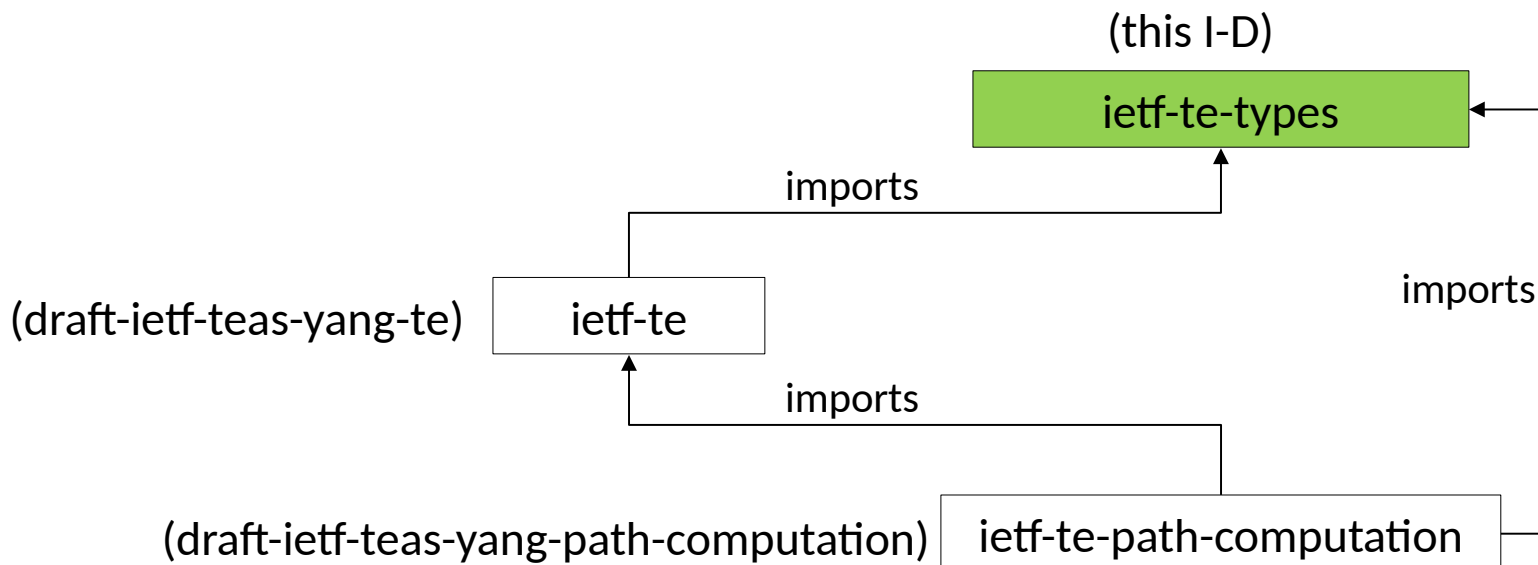 (this I-D)
ietf-te-types
imports
imports
(draft-ietf-teas-yang-te)
ietf-te
imports
(draft-ietf-teas-yang-path-computation)
ietf-te-path-computation